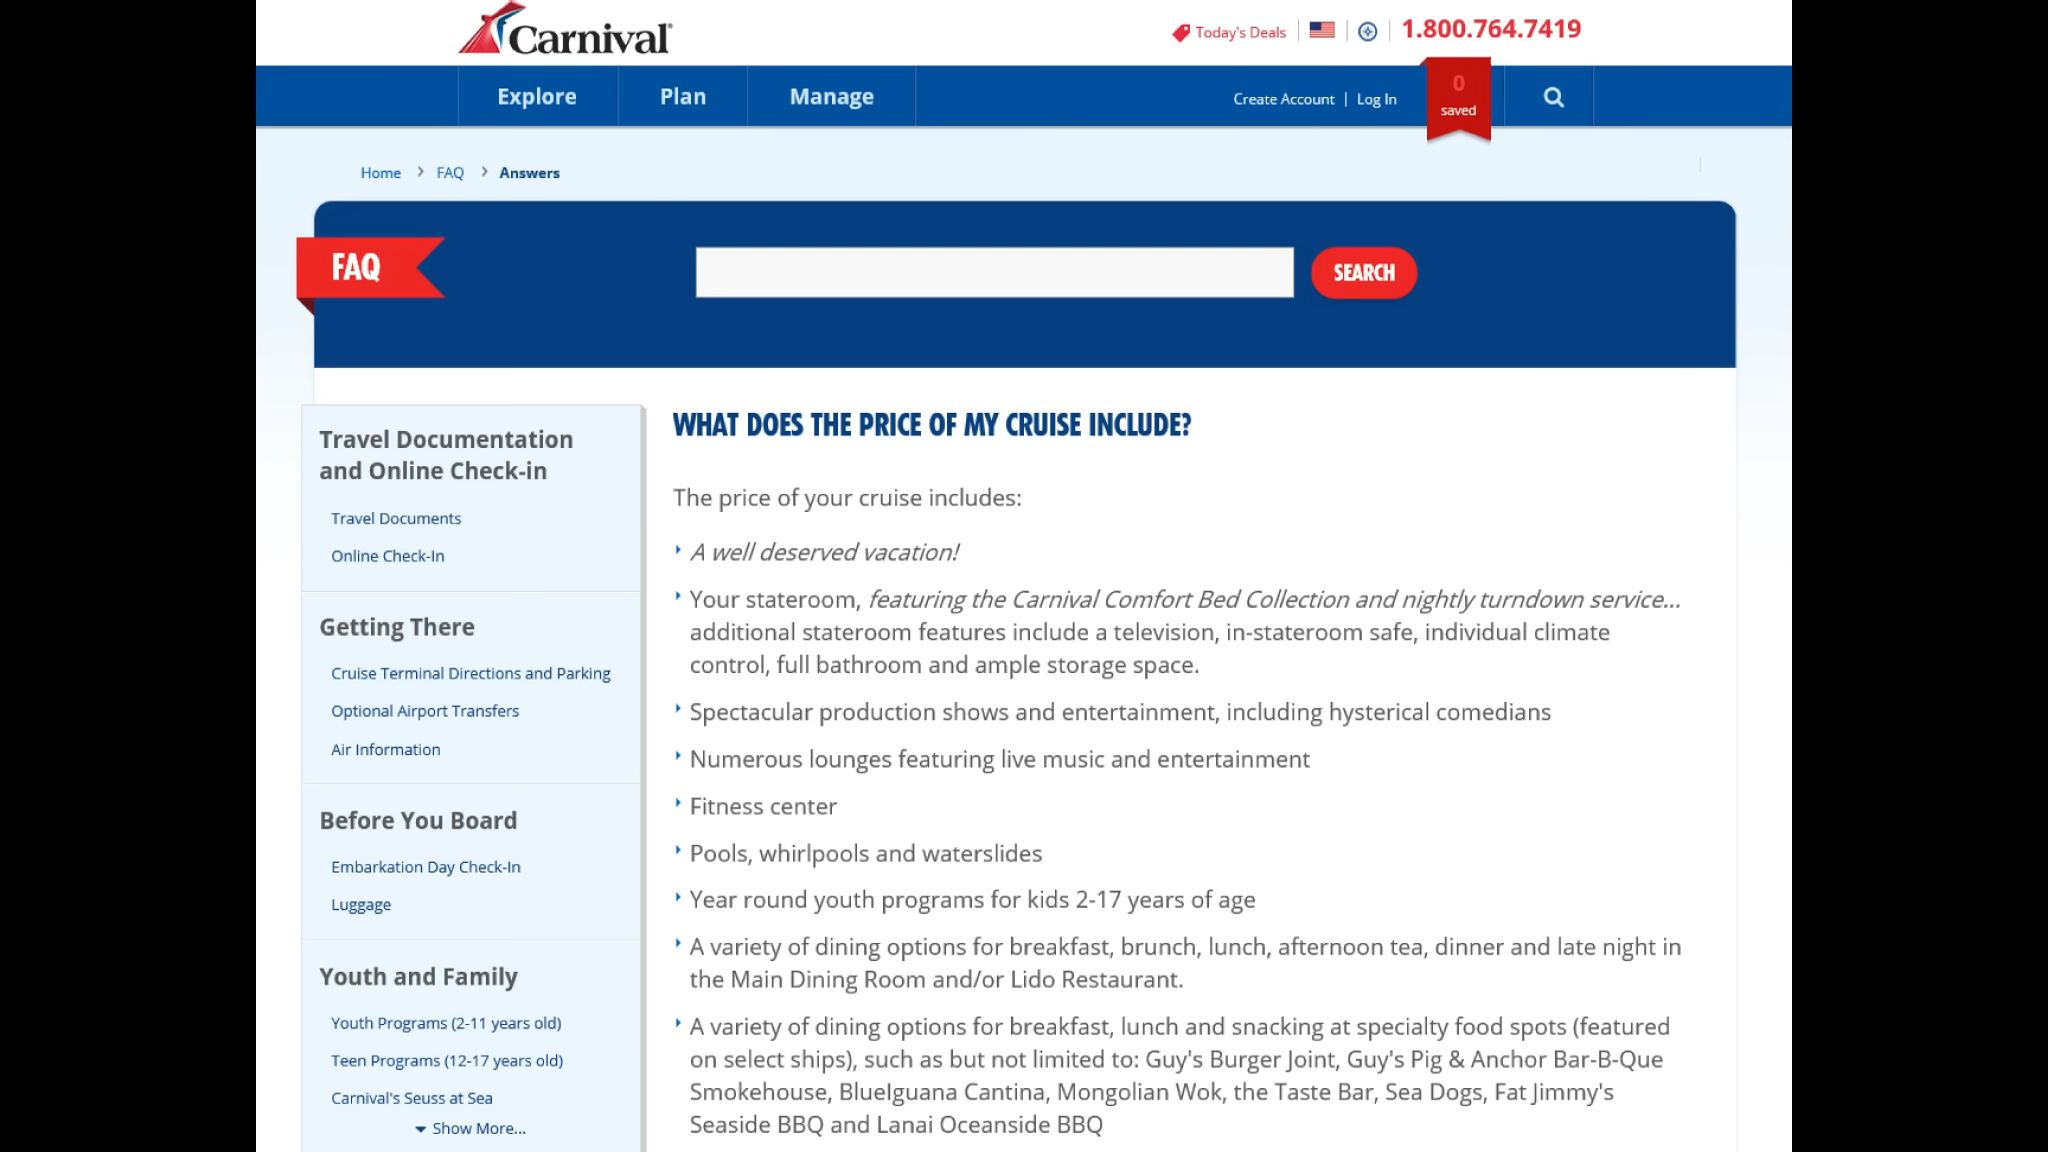 Carnival
Today's Deals
1.800.764.7419
Explore
Plan
Manage
Create Account | Log In
0
saved
Home > FAQ > Answers
FAQ
SEARCH
Travel Documentation
and Online Check-in
Travel Documents
Online Check-In
Getting There
Cruise Terminal Directions and Parking
Optional Airport Transfers
Air Information
Before You Board
Embarkation Day Check-In
Luggage
Youth and Family
Youth Programs (2-11 years old)
Teen Programs (12-17 years old)
Carnival's Seuss at Sea
Show More...
WHAT DOES THE PRICE OF MY CRUISE INCLUDE?
The price of your cruise includes:
A well deserved vacation!
Your stateroom, featuring the Carnival Comfort Bed Collection and nightly turndown service...
additional stateroom features include a television, in-stateroom safe, individual climate
control, full bathroom and ample storage space.
Spectacular production shows and entertainment, including hysterical comedians
Numerous lounges featuring live music and entertainment
Fitness center
Pools, whirlpools and waterslides
Year round youth programs for kids 2-17 years of age
A variety of dining options for breakfast, brunch, lunch, afternoon tea, dinner and late night in
the Main Dining Room and/or Lido Restaurant.
A variety of dining options for breakfast, lunch and snacking at specialty food spots (featured
on select ships), such as but not limited to: Guy's Burger Joint, Guy's Pig & Anchor Bar-B-Que
Smokehouse, BlueIguana Cantina, Mongolian Wok, the Taste Bar, Sea Dogs, Fat Jimmy's
Seaside BBQ and Lanai Oceanside BBQ